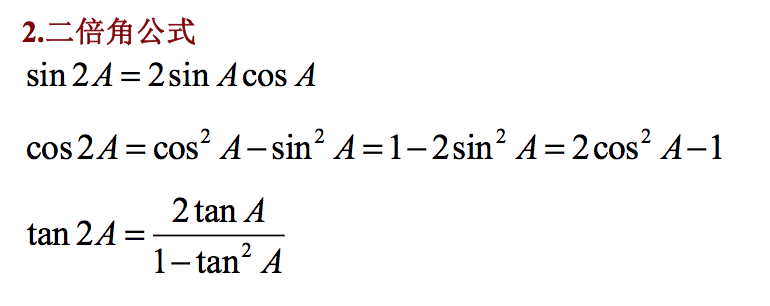 2.二倍角公式
sin 2A = 2 sin A cos A
cos 2A = cos² A − sin² A = 1 − 2 sin² A = 2 cos² A − 1
tan 2A = 2 tan A / 1 − tan² A